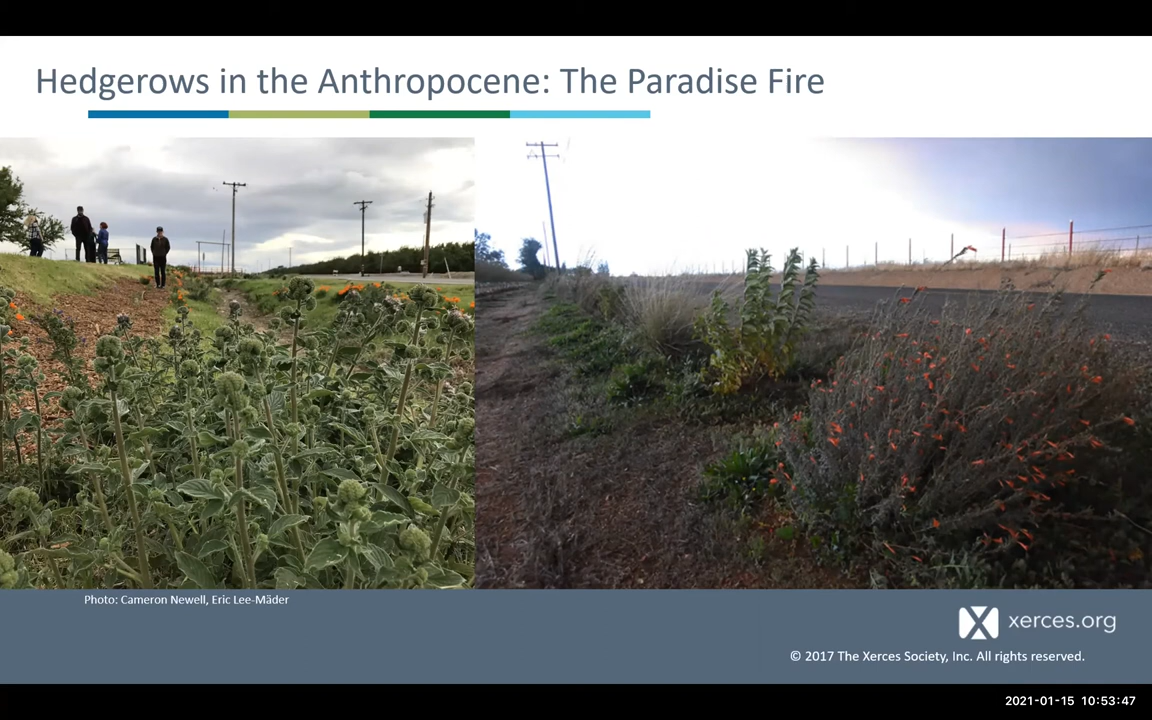 Hedgerows in the Anthropocene: The Paradise Fire
Photo: Cameron Newell, Eric Lee-Mäder
xerces.org
© 2017 The Xerces Society, Inc. All rights reserved.
2021-01-15 10:53:47